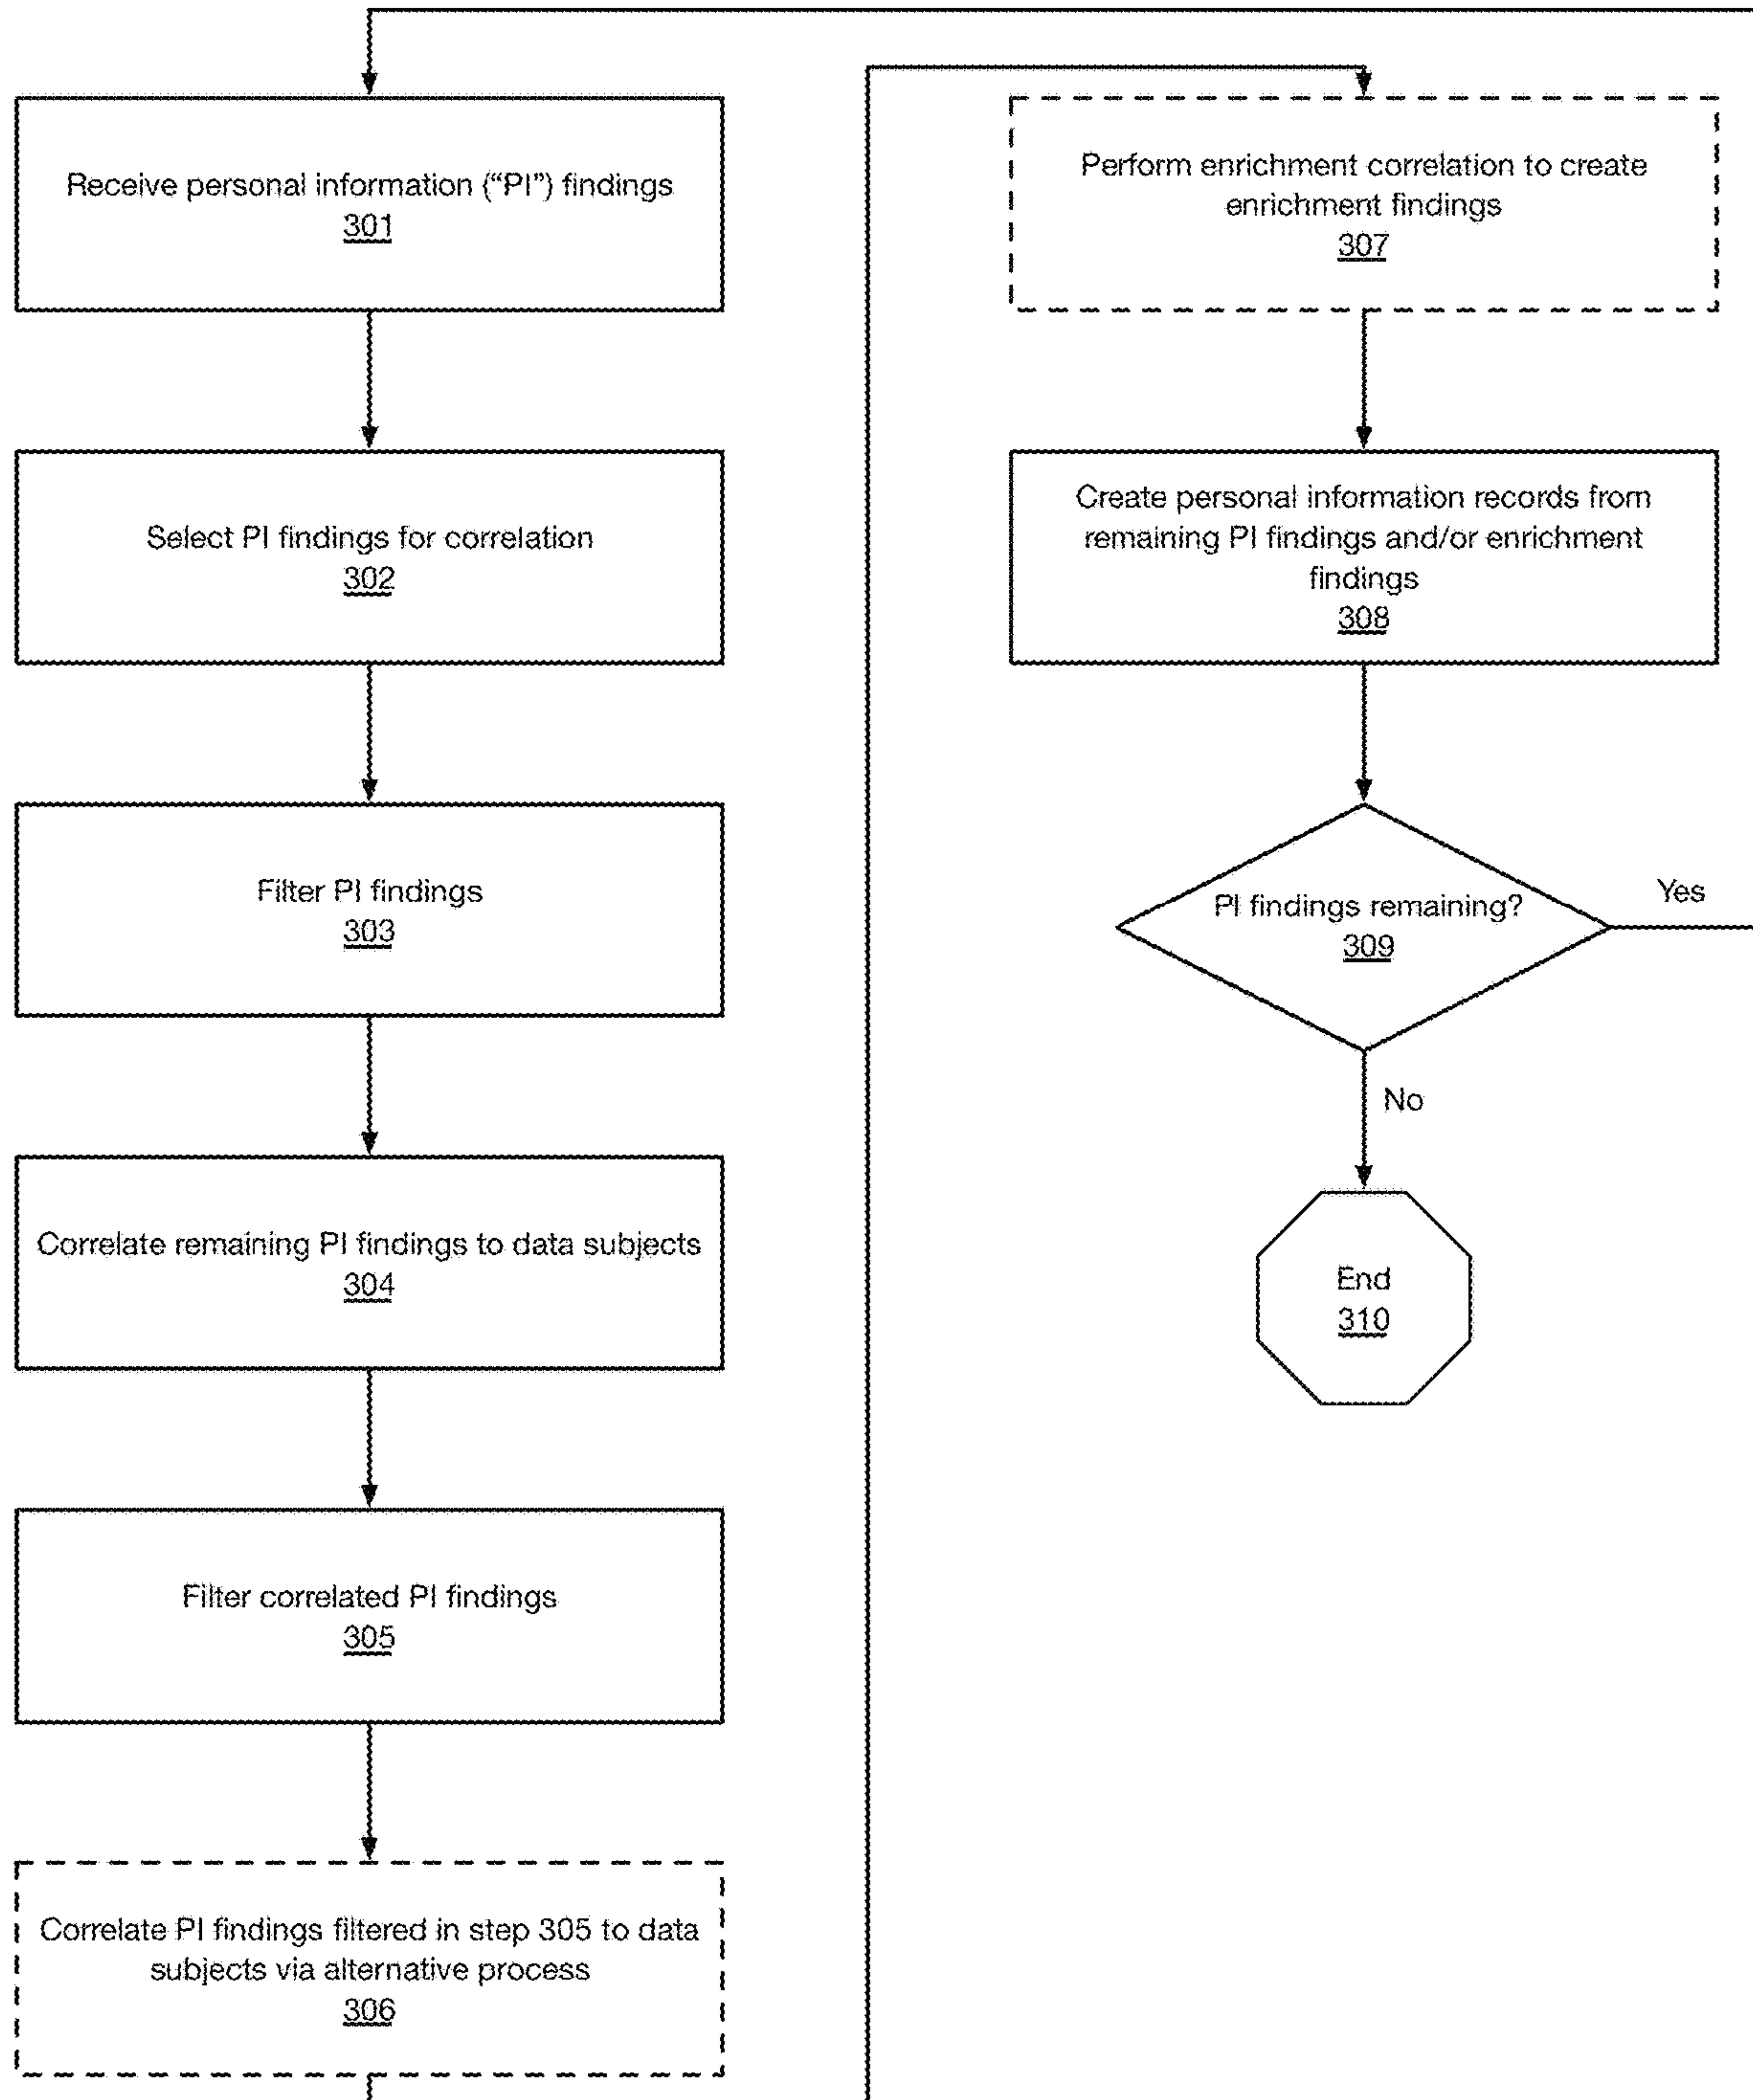 Receive personal information (“PI”) findings
301
Select PI findings for correlation
302
Filter PI findings
303
Correlate remaining PI findings to data subjects
304
Filter correlated PI findings
305
Correlate PI findings filtered in step 305 to data
subjects via alternative process
306
Perform enrichment correlation to create
enrichment findings
307
Create personal information records from
remaining PI findings and/or enrichment
findings
308
PI findings remaining?
309
Yes
No
End
310